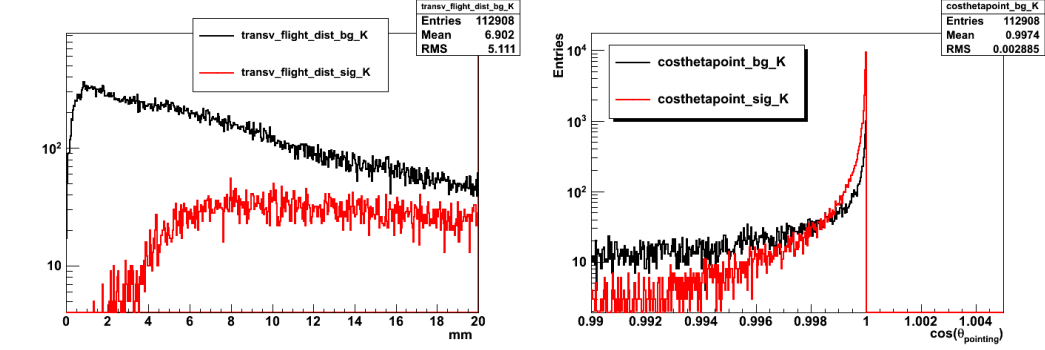 transv_flight_dist_bg_K
Entries 112908
Mean 6.902
RMS 5.111
transv_flight_dist_bg_K
transv_flight_dist_sig_K
10²
10
0 2 4 6 8 10 12 14 16 18 20
mm
costhetapoint_bg_K
Entries 112908
Mean 0.9974
RMS 0.002885
Entries
costhetapoint_bg_K
costhetapoint_sig_K
10⁴
10³
10²
10
0.99 0.992 0.994 0.996 0.998 1 1.002 1.004
cos(θpointing)